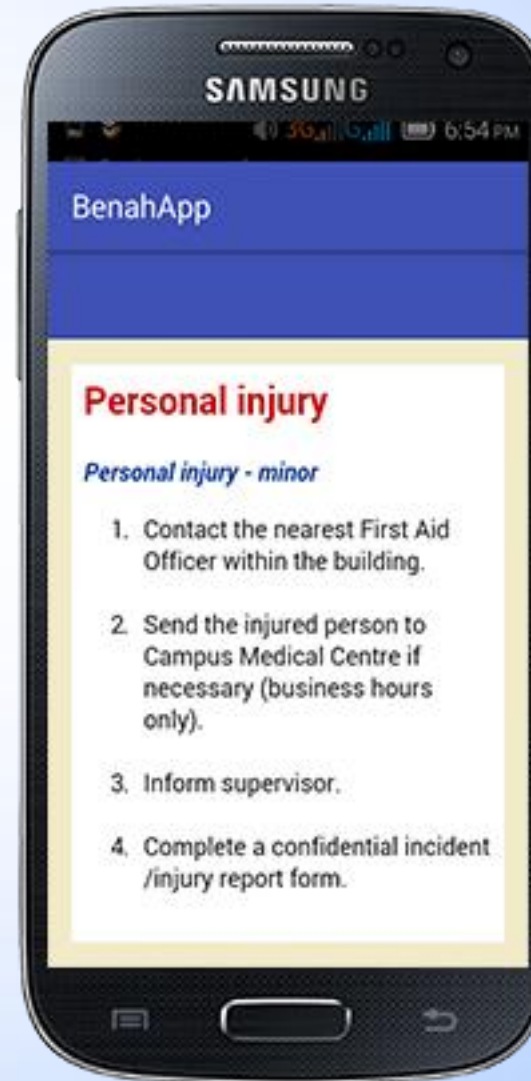 SAMSUNG
3G G 6:54 PM
BenahApp
Personal injury
Personal injury - minor
1. Contact the nearest First Aid
Officer within the building.
2. Send the injured person to
Campus Medical Centre if
necessary (business hours
only).
3. Inform supervisor.
4. Complete a confidential incident
/injury report form.